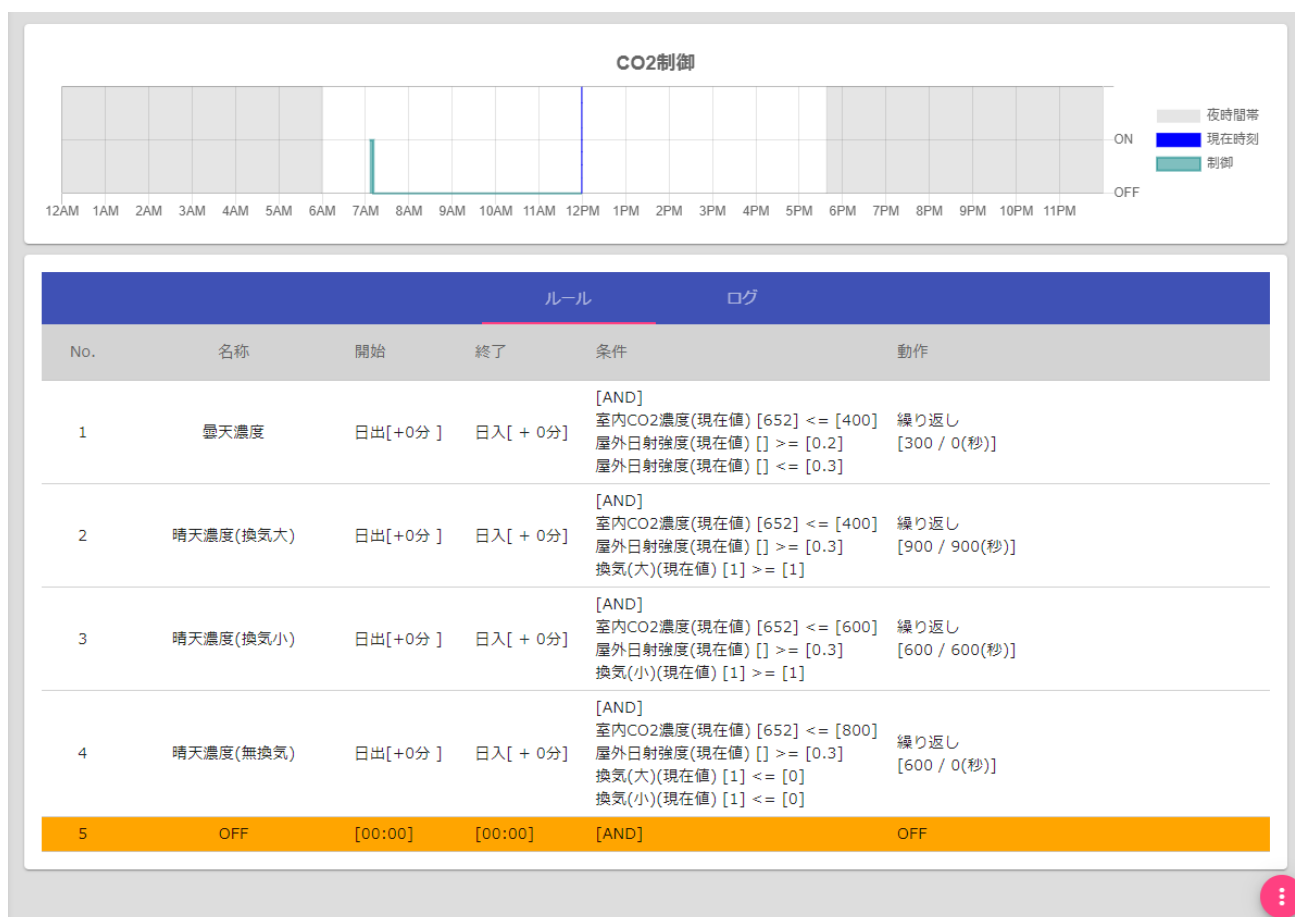 CO2制御
夜時間帯
ON
現在時刻
制御
OFF
12AM 1AM 2AM 3AM 4AM 5AM 6AM 7AM 8AM 9AM 10AM 11AM 12PM 1PM 2PM 3PM 4PM 5PM 6PM 7PM 8PM 9PM 10PM 11PM
ルール ログ
No. 名称 開始 終了 条件 動作
[AND]
室内CO2濃度(現在値) [652] <= [400] 繰り返し
1 曇天濃度 日出[+0分 ] 日入[ + 0分]
屋外日射強度(現在値) [] >= [0.2] [300 / 0(秒)]
屋外日射強度(現在値) [] <= [0.3]
[AND]
室内CO2濃度(現在値) [652] <= [400] 繰り返し
2 晴天濃度(換気大) 日出[+0分 ] 日入[ + 0分]
屋外日射強度(現在値) [] >= [0.3] [900 / 900(秒)]
換気(大)(現在値) [1] >= [1]
[AND]
室内CO2濃度(現在値) [652] <= [600] 繰り返し
3 晴天濃度(換気小) 日出[+0分 ] 日入[ + 0分]
屋外日射強度(現在値) [] >= [0.3] [600 / 600(秒)]
換気(小)(現在値) [1] >= [1]
[AND]
室内CO2濃度(現在値) [652] <= [800]
繰り返し
4 晴天濃度(無換気) 日出[+0分 ] 日入[ + 0分] 屋外日射強度(現在値) [] >= [0.3]
[600 / 0(秒)]
換気(大)(現在値) [1] <= [0]
換気(小)(現在値) [1] <= [0]
5 OFF [00:00] [00:00] [AND] OFF